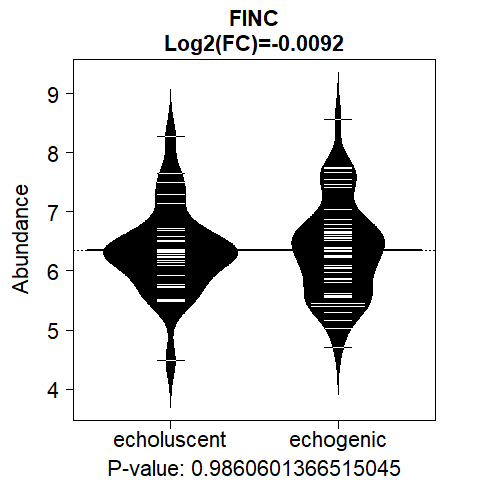 FINC
Log2(FC)=-0.0092
Abundance
9
8
7
6
5
4
echoluscent echogenic
P-value: 0.9860601366515045